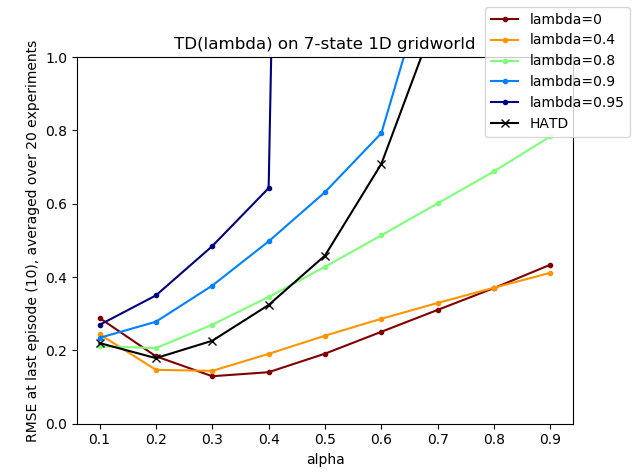 TD(lambda) on 7-state 1D gridworld
lambda=0
lambda=0.4
lambda=0.8
lambda=0.9
lambda=0.95
HATD
RMSE at last episode (10), averaged over 20 experiments
1.0
0.8
0.6
0.4
0.2
0.0
0.1 0.2 0.3 0.4 0.5 0.6 0.7 0.8 0.9
alpha